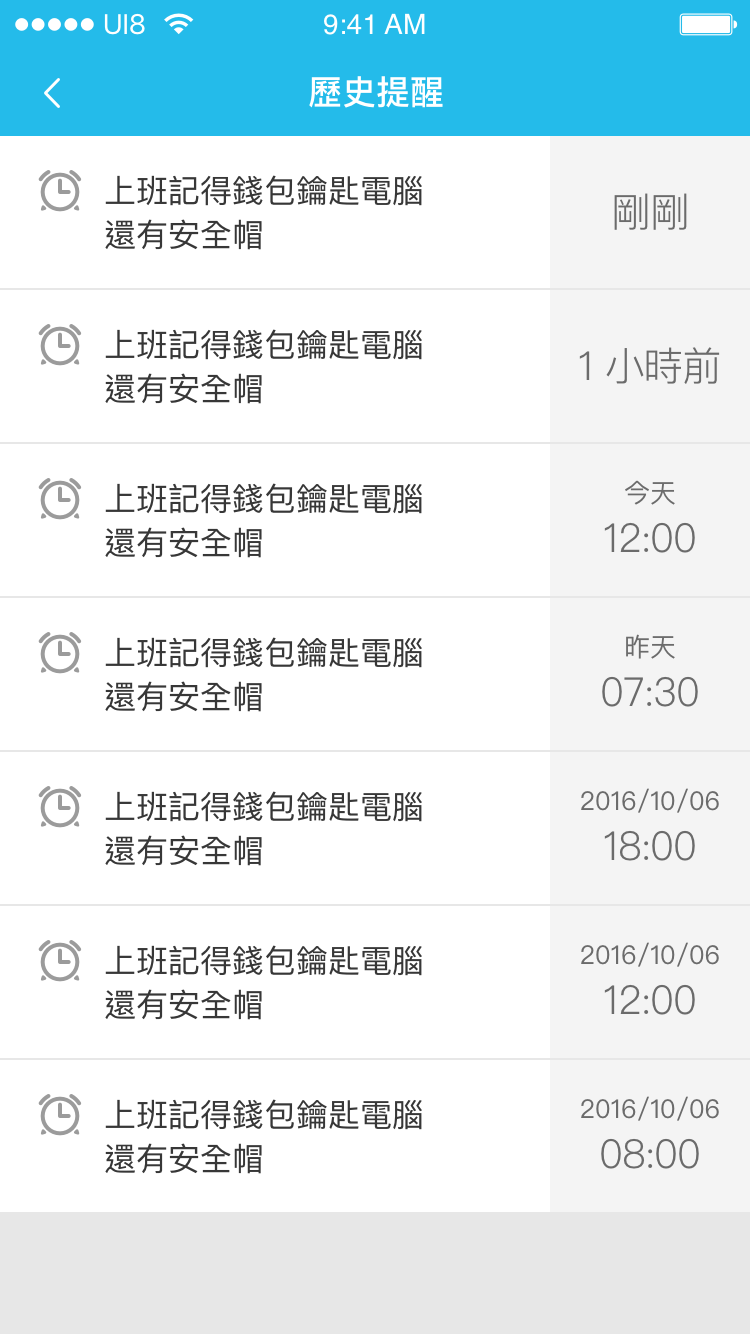 UI8 9:41 AM
歷史提醒
上班記得錢包鑰匙電腦
還有安全帽
剛剛
上班記得錢包鑰匙電腦
還有安全帽
1 小時前
上班記得錢包鑰匙電腦
還有安全帽
今天
12:00
上班記得錢包鑰匙電腦
還有安全帽
昨天
07:30
上班記得錢包鑰匙電腦
還有安全帽
2016/10/06
18:00
上班記得錢包鑰匙電腦
還有安全帽
2016/10/06
12:00
上班記得錢包鑰匙電腦
還有安全帽
2016/10/06
08:00